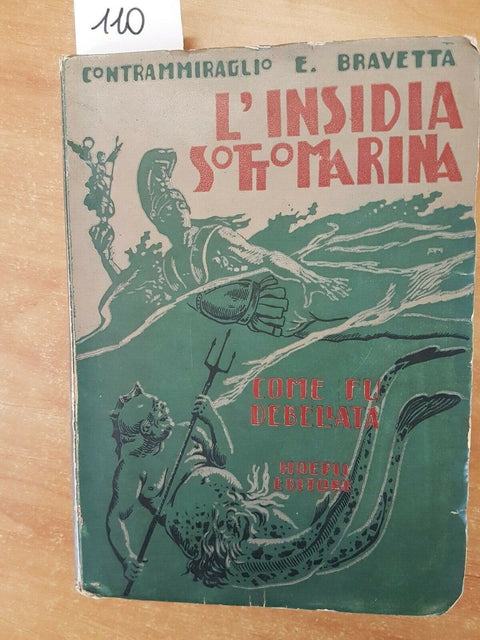 110
CONTRAMMIRAGLIO E. BRAVETTA
L'INSIDIA
SOTTOMARINA
COME FU
DEBELLATA
HOEPLI
EDITORE